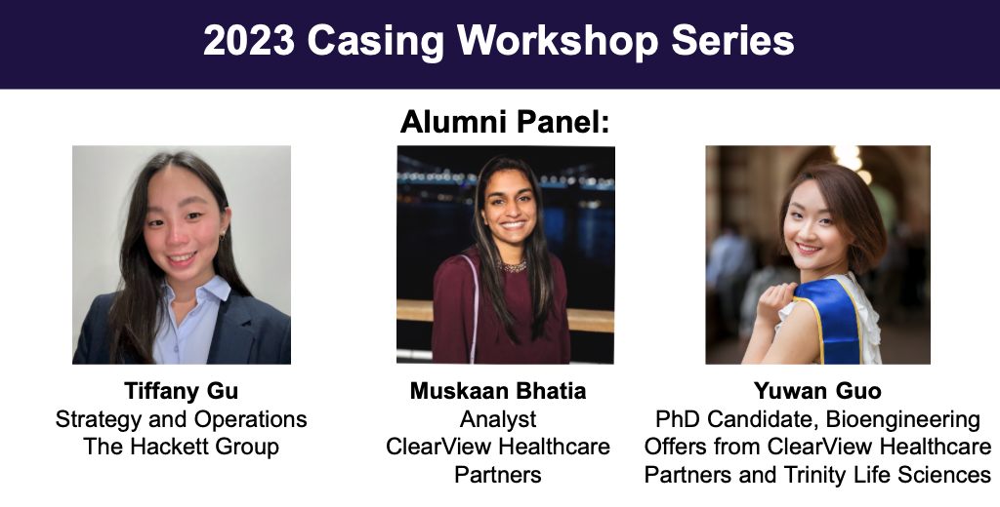 2023 Casing Workshop Series
Alumni Panel:
Tiffany Gu
Strategy and Operations
The Hackett Group
Muskaan Bhatia
Analyst
ClearView Healthcare
Partners
Yuwan Guo
PhD Candidate, Bioengineering
Offers from ClearView Healthcare
Partners and Trinity Life Sciences